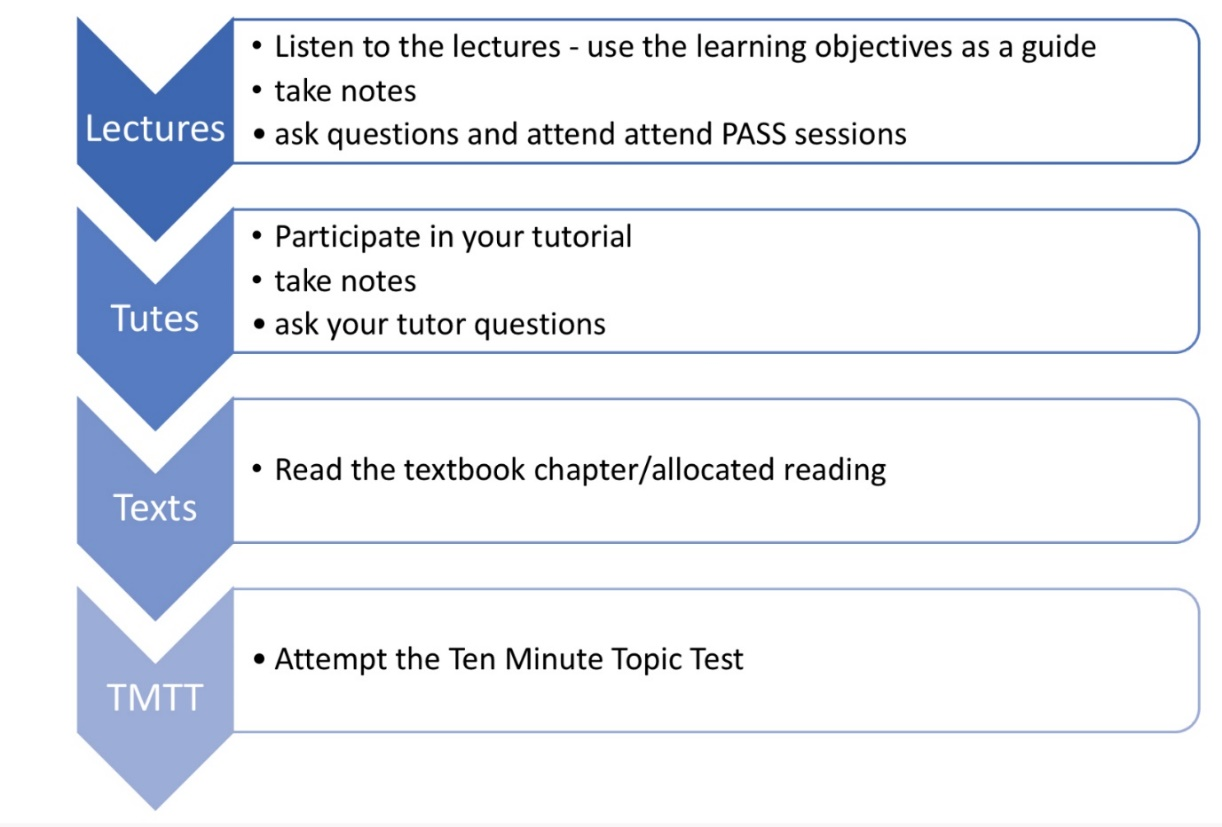 Lectures
• Listen to the lectures - use the learning objectives as a guide
• take notes
• ask questions and attend attend PASS sessions
Tutes
• Participate in your tutorial
• take notes
• ask your tutor questions
Texts
• Read the textbook chapter/allocated reading
TMTT
• Attempt the Ten Minute Topic Test